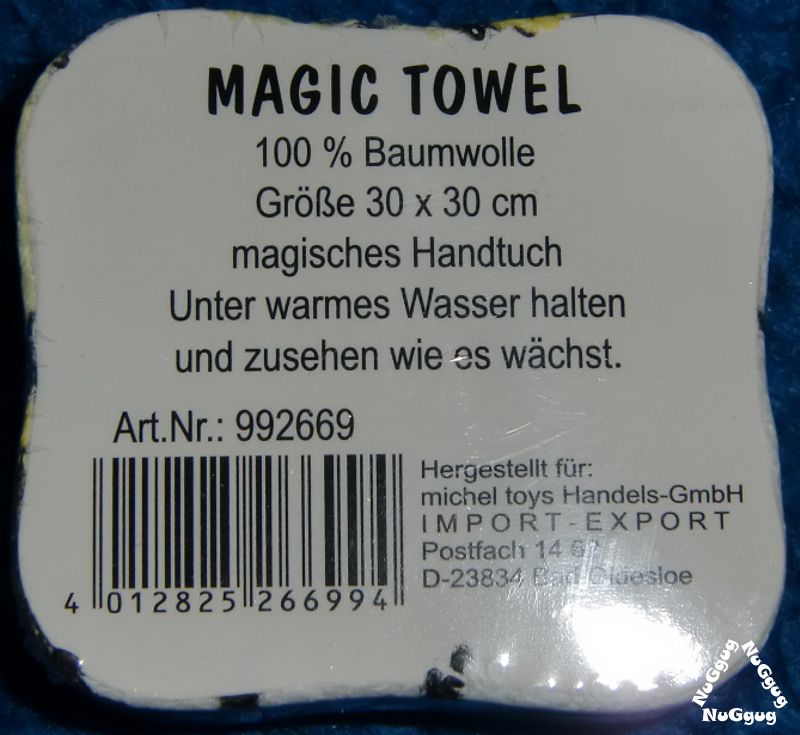 MAGIC TOWEL
100 % Baumwolle
Größe 30 x 30 cm
magisches Handtuch
Unter warmes Wasser halten
und zusehen wie es wächst.
Art.Nr.: 992669
4 012825 266994
Hergestellt für:
michel toys Handels-GmbH
IMPORT-EXPORT
Postfach 14
D-23834 Bad
NuGgug
NuGgug
NuGgug